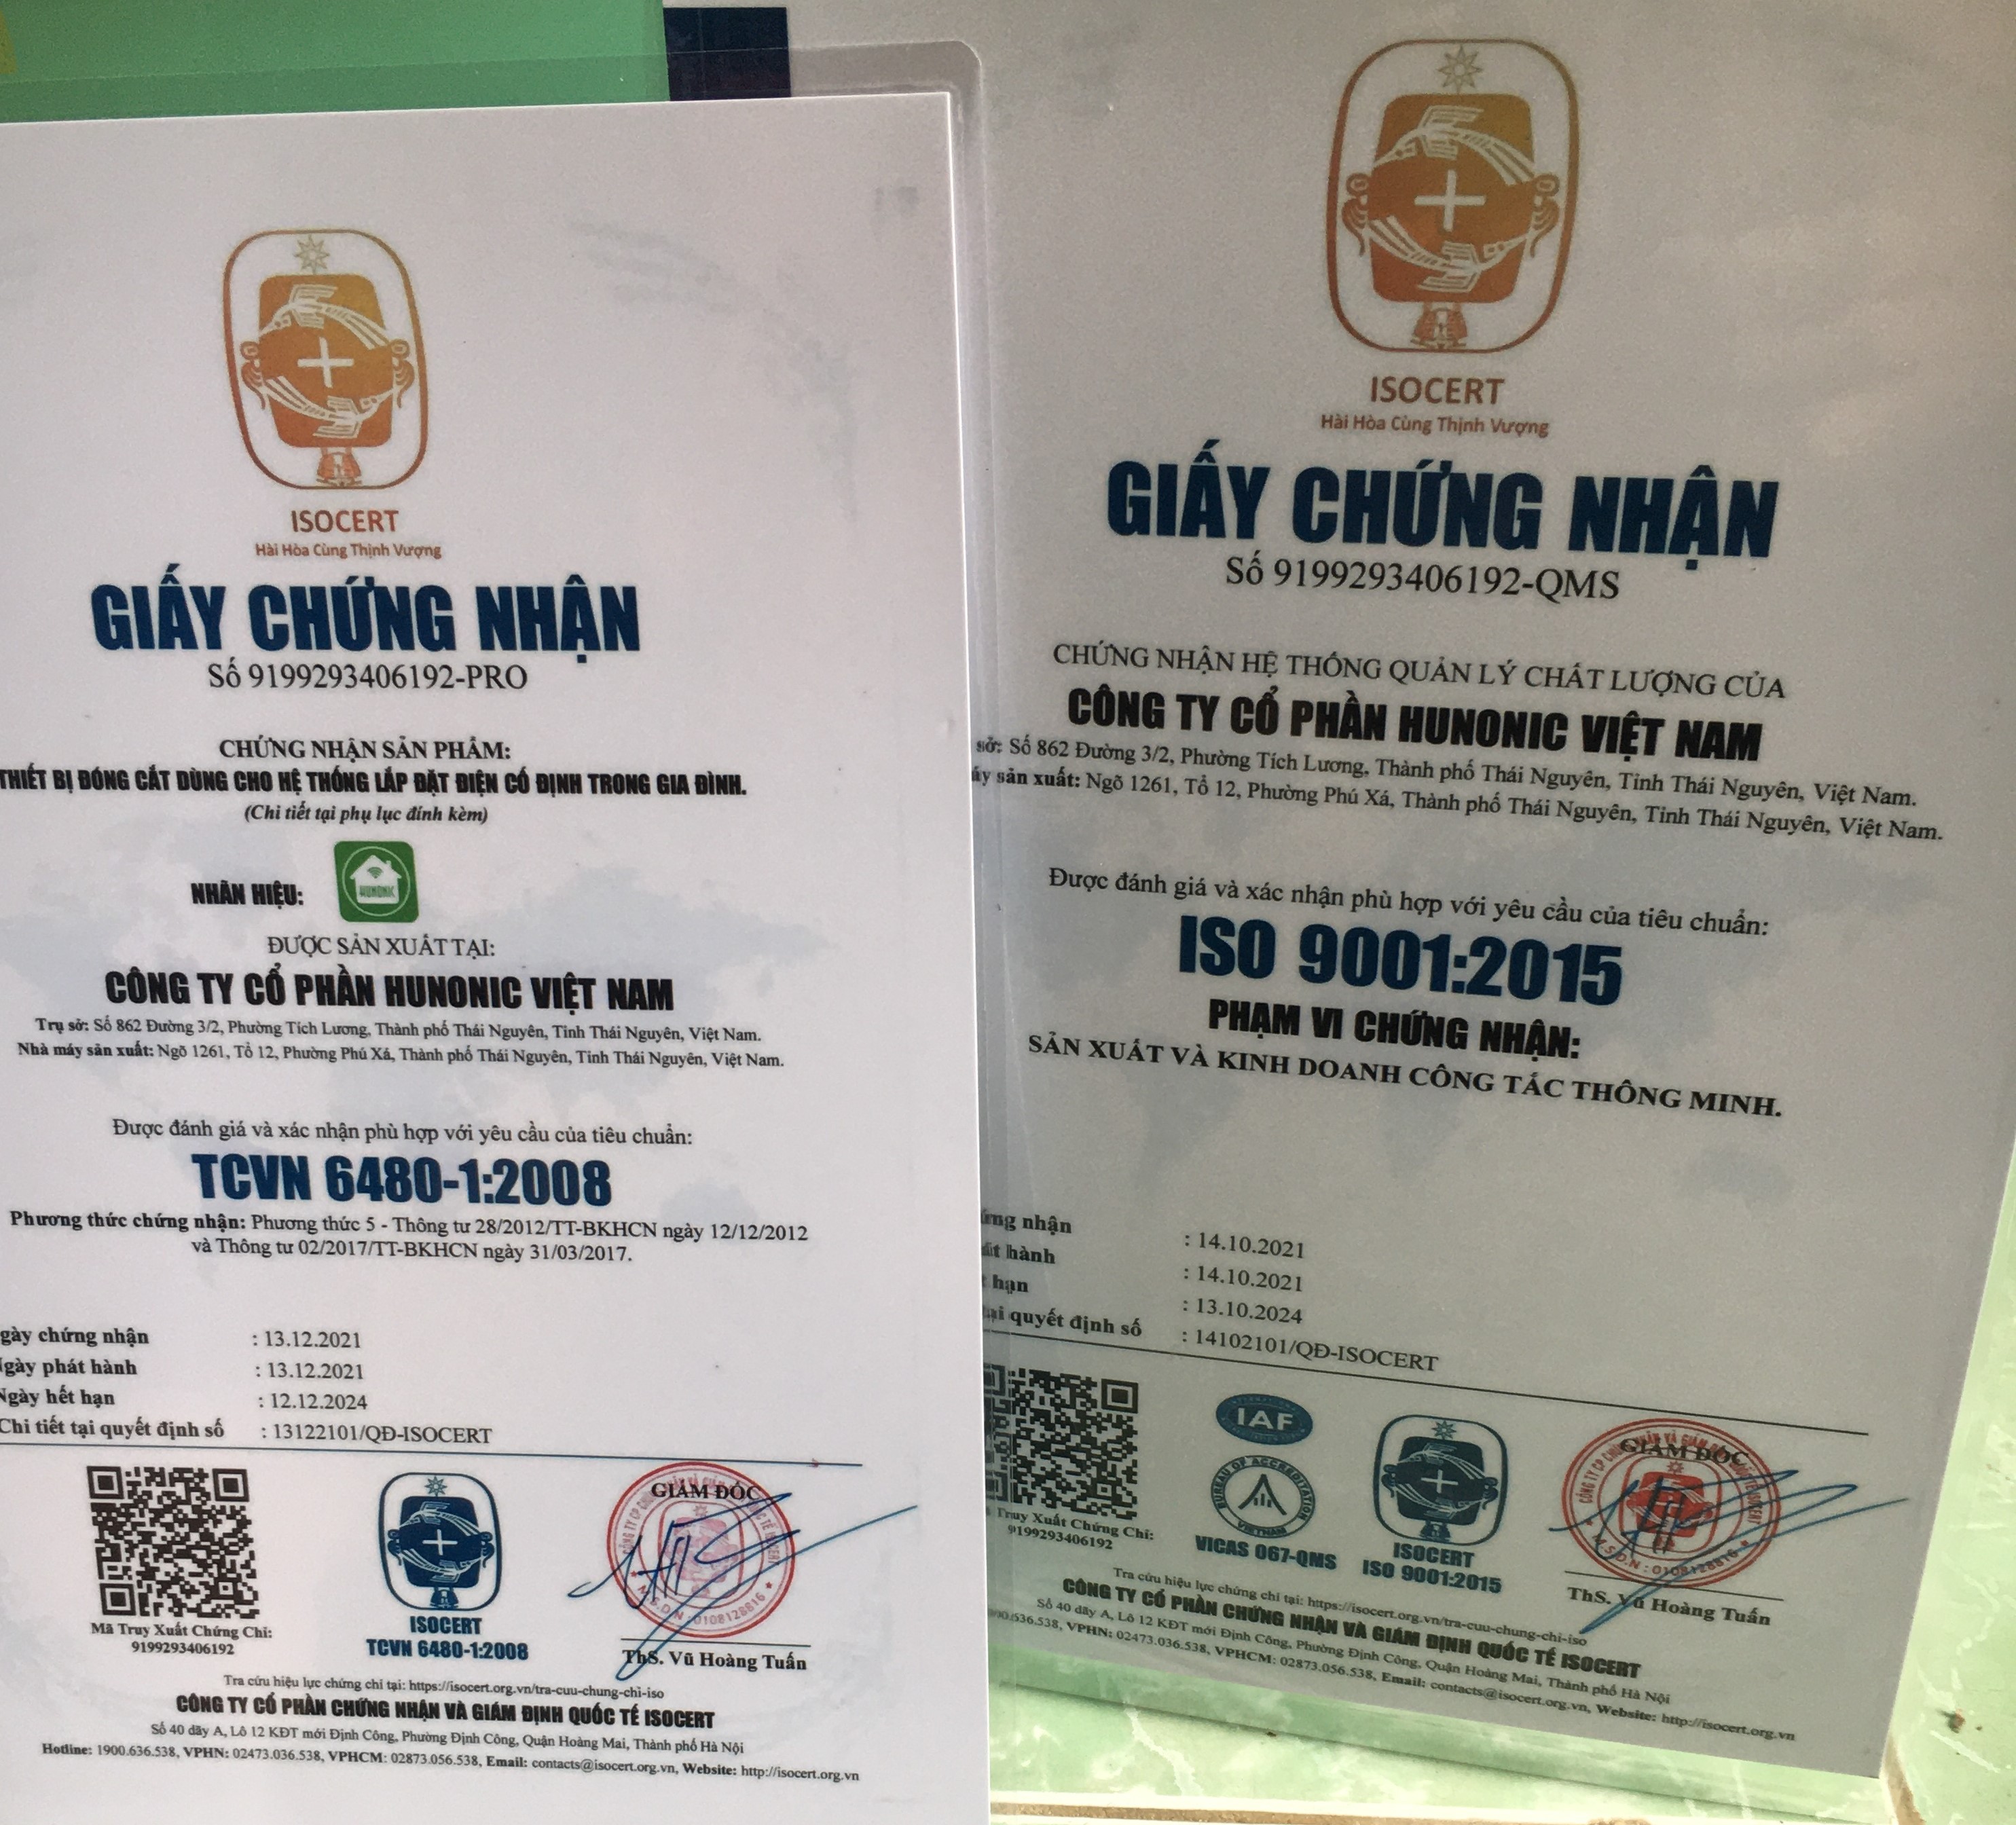 ISOCERT
Hài Hòa Cùng Thịnh Vượng
GIẤY CHỨNG NHẬN
Số 9199293406192-PRO
CHỨNG NHẬN SẢN PHẨM:
THIẾT BỊ ĐÓNG CẮT DÙNG CHO HỆ THỐNG LẮP ĐẶT ĐIỆN CỐ ĐỊNH TRONG GIA ĐÌNH.
(Chi tiết tại phụ lục đính kèm)
NHÃN HIỆU:
HUNONIC
ĐƯỢC SẢN XUẤT TẠI:
CÔNG TY CỔ PHẦN HUNONIC VIỆT NAM
Trụ sở: Số 862 Đường 3/2, Phường Tích Lương, Thành phố Thái Nguyên, Tỉnh Thái Nguyên, Việt Nam.
Nhà máy sản xuất: Ngõ 1261, Tổ 12, Phường Phú Xá, Thành phố Thái Nguyên, Tỉnh Thái Nguyên, Việt Nam.
Được đánh giá và xác nhận phù hợp với yêu cầu của tiêu chuẩn:
TCVN 6480-1:2008
Phương thức chứng nhận: Phương thức 5 - Thông tư 28/2012/TT-BKHCN ngày 12/12/2012
và Thông tư 02/2017/TT-BKHCN ngày 31/03/2017.
gày chứng nhận : 13.12.2021
Ngày phát hành : 13.12.2021
Ngày hết hạn : 12.12.2024
Chi tiết tại quyết định số : 13122101/QĐ-ISOCERT
Mã Truy Xuất Chứng Chỉ:
9199293406192
ISOCERT
TCVN 6480-1:2008
GIÁM ĐỐC
M.S.D.N : 0108128816
ThS. Vũ Hoàng Tuấn
Tra cứu hiệu lực chứng chỉ tại: https://isocert.org.vn/tra-cuu-chung-chi-iso
CÔNG TY CỔ PHẦN CHỨNG NHẬN VÀ GIÁM ĐỊNH QUỐC TẾ ISOCERT
Số 40 dãy A, Lô 12 KĐT mới Định Công, Phường Định Công, Quận Hoàng Mai, Thành phố Hà Nội
Hotline: 1900.636.538, VPHN: 02473.036.538, VPHCM: 02873.056.538, Email: contacts@isocert.org.vn, Website: http://isocert.org.vn
ISOCERT
Hài Hòa Cùng Thịnh Vượng
GIẤY CHỨNG NHẬN
Số 9199293406192-QMS
CHỨNG NHẬN HỆ THỐNG QUẢN LÝ CHẤT LƯỢNG CỦA
CÔNG TY CỔ PHẦN HUNONIC VIỆT NAM
sở: Số 862 Đường 3/2, Phường Tích Lương, Thành phố Thái Nguyên, Tỉnh Thái Nguyên, Việt Nam.
áy sản xuất: Ngõ 1261, Tổ 12, Phường Phú Xá, Thành phố Thái Nguyên, Tỉnh Thái Nguyên, Việt Nam.
Được đánh giá và xác nhận phù hợp với yêu cầu của tiêu chuẩn:
ISO 9001:2015
PHẠM VI CHỨNG NHẬN:
SẢN XUẤT VÀ KINH DOANH CÔNG TẮC THÔNG MINH.
ứng nhận : 14.10.2021
át hành : 14.10.2021
hạn : 13.10.2024
tại quyết định số : 14102101/QĐ-ISOCERT
Truy Xuất Chứng Chỉ:
9199293406192
IAF
BUREAU OF ACCREDITATION
VIETNAM
VICAS 067-QMS
ISOCERT
ISO 9001:2015
GIÁM ĐỐC
M.S.D.N : 0108128816
ThS. Vũ Hoàng Tuấn
Tra cứu hiệu lực chứng chỉ tại: https://isocert.org.vn/tra-cuu-chung-chi-iso
CÔNG TY CỔ PHẦN CHỨNG NHẬN VÀ GIÁM ĐỊNH QUỐC TẾ ISOCERT
Số 40 dãy A, Lô 12 KĐT mới Định Công, Phường Định Công, Quận Hoàng Mai, Thành phố Hà Nội
00.636.538, VPHN: 02473.036.538, VPHCM: 02873.056.538, Email: contacts@isocert.org.vn, Website: http://isocert.org.vn